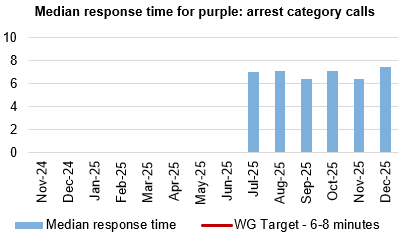 Median response time for purple: arrest category calls
10
8
6
4
2
0
Nov-24
Dec-24
Jan-25
Feb-25
Mar-25
Apr-25
May-25
Jun-25
Jul-25
Aug-25
Sep-25
Oct-25
Nov-25
Dec-25
Median response time
WG Target - 6-8 minutes